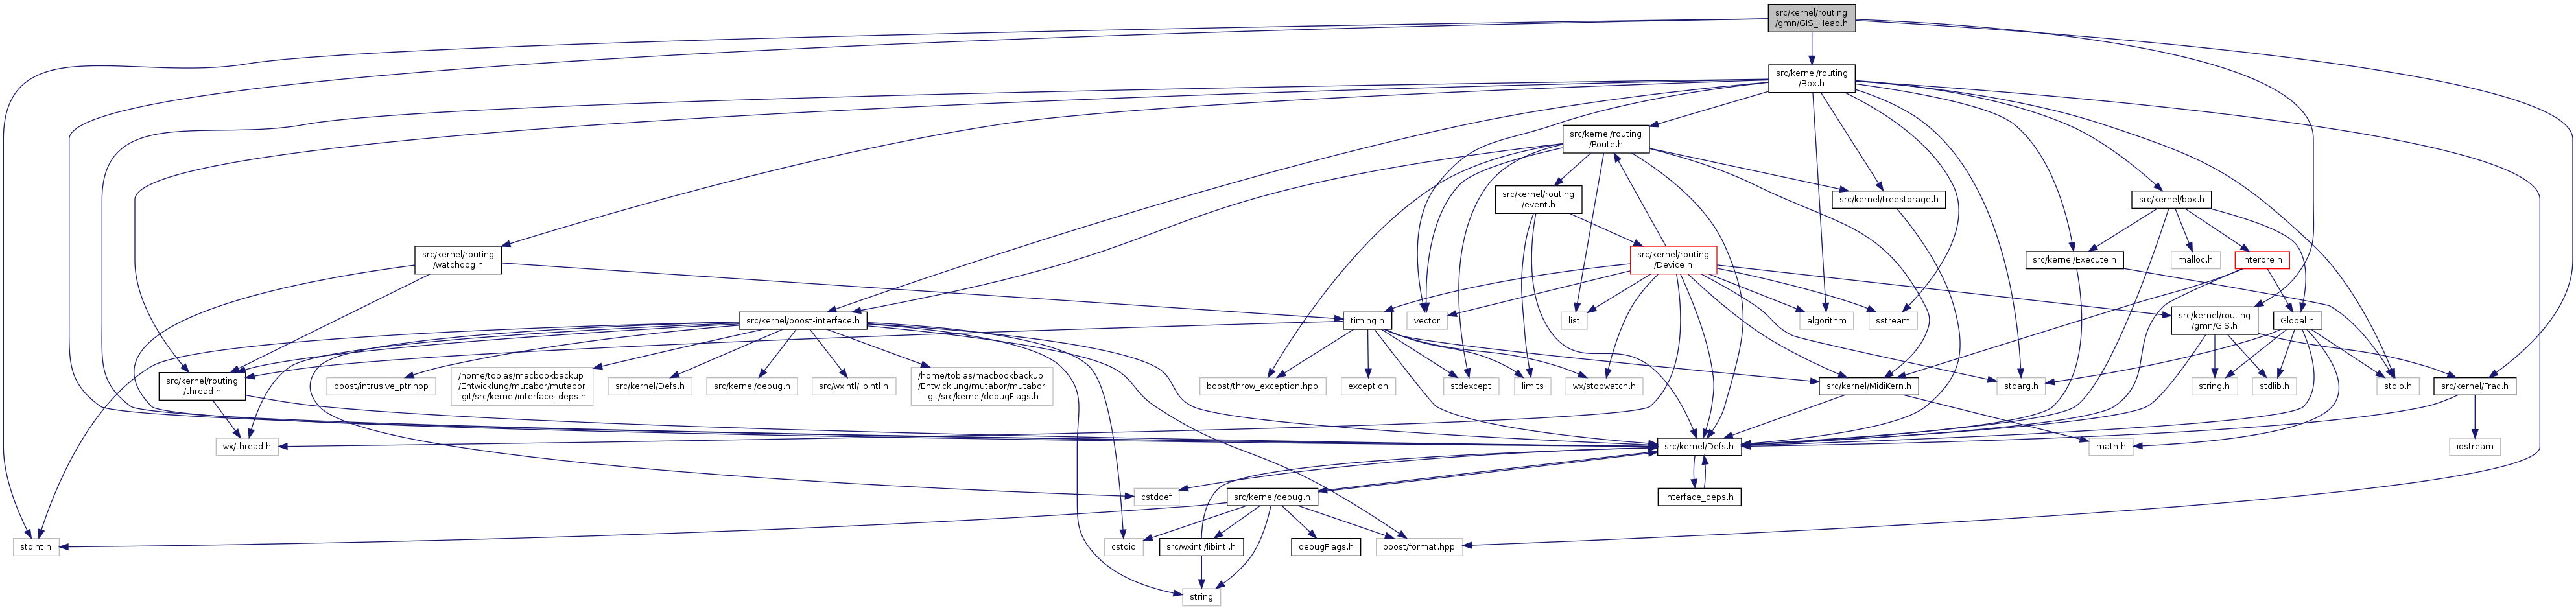 src/kernel/routing
/gmn/GIS_Head.h
src/kernel/routing
/Box.h
src/kernel/routing
/Route.h
src/kernel/routing
/event.h
src/kernel/treestorage.h
src/kernel/box.h
src/kernel/routing
/watchdog.h
src/kernel/routing
/Device.h
src/kernel/Execute.h
malloc.h
Interpre.h
src/kernel/boost-interface.h
timing.h
vector
list
algorithm
sstream
src/kernel/routing
/gmn/GIS.h
Global.h
src/kernel/routing
/thread.h
boost/intrusive_ptr.hpp
/home/tobias/macbookbackup
/Entwicklung/mutabor/mutabor
-git/src/kernel/interface_deps.h
src/kernel/Defs.h
src/kernel/debug.h
src/wxintl/libintl.h
/home/tobias/macbookbackup
/Entwicklung/mutabor/mutabor
-git/src/kernel/debugFlags.h
boost/throw_exception.hpp
exception
stdexcept
limits
wx/stopwatch.h
src/kernel/MidiKern.h
stdarg.h
string.h
stdlib.h
stdio.h
src/kernel/Frac.h
wx/thread.h
src/kernel/Defs.h
math.h
iostream
cstddef
src/kernel/debug.h
interface_deps.h
stdint.h
cstdio
src/wxintl/libintl.h
debugFlags.h
boost/format.hpp
string